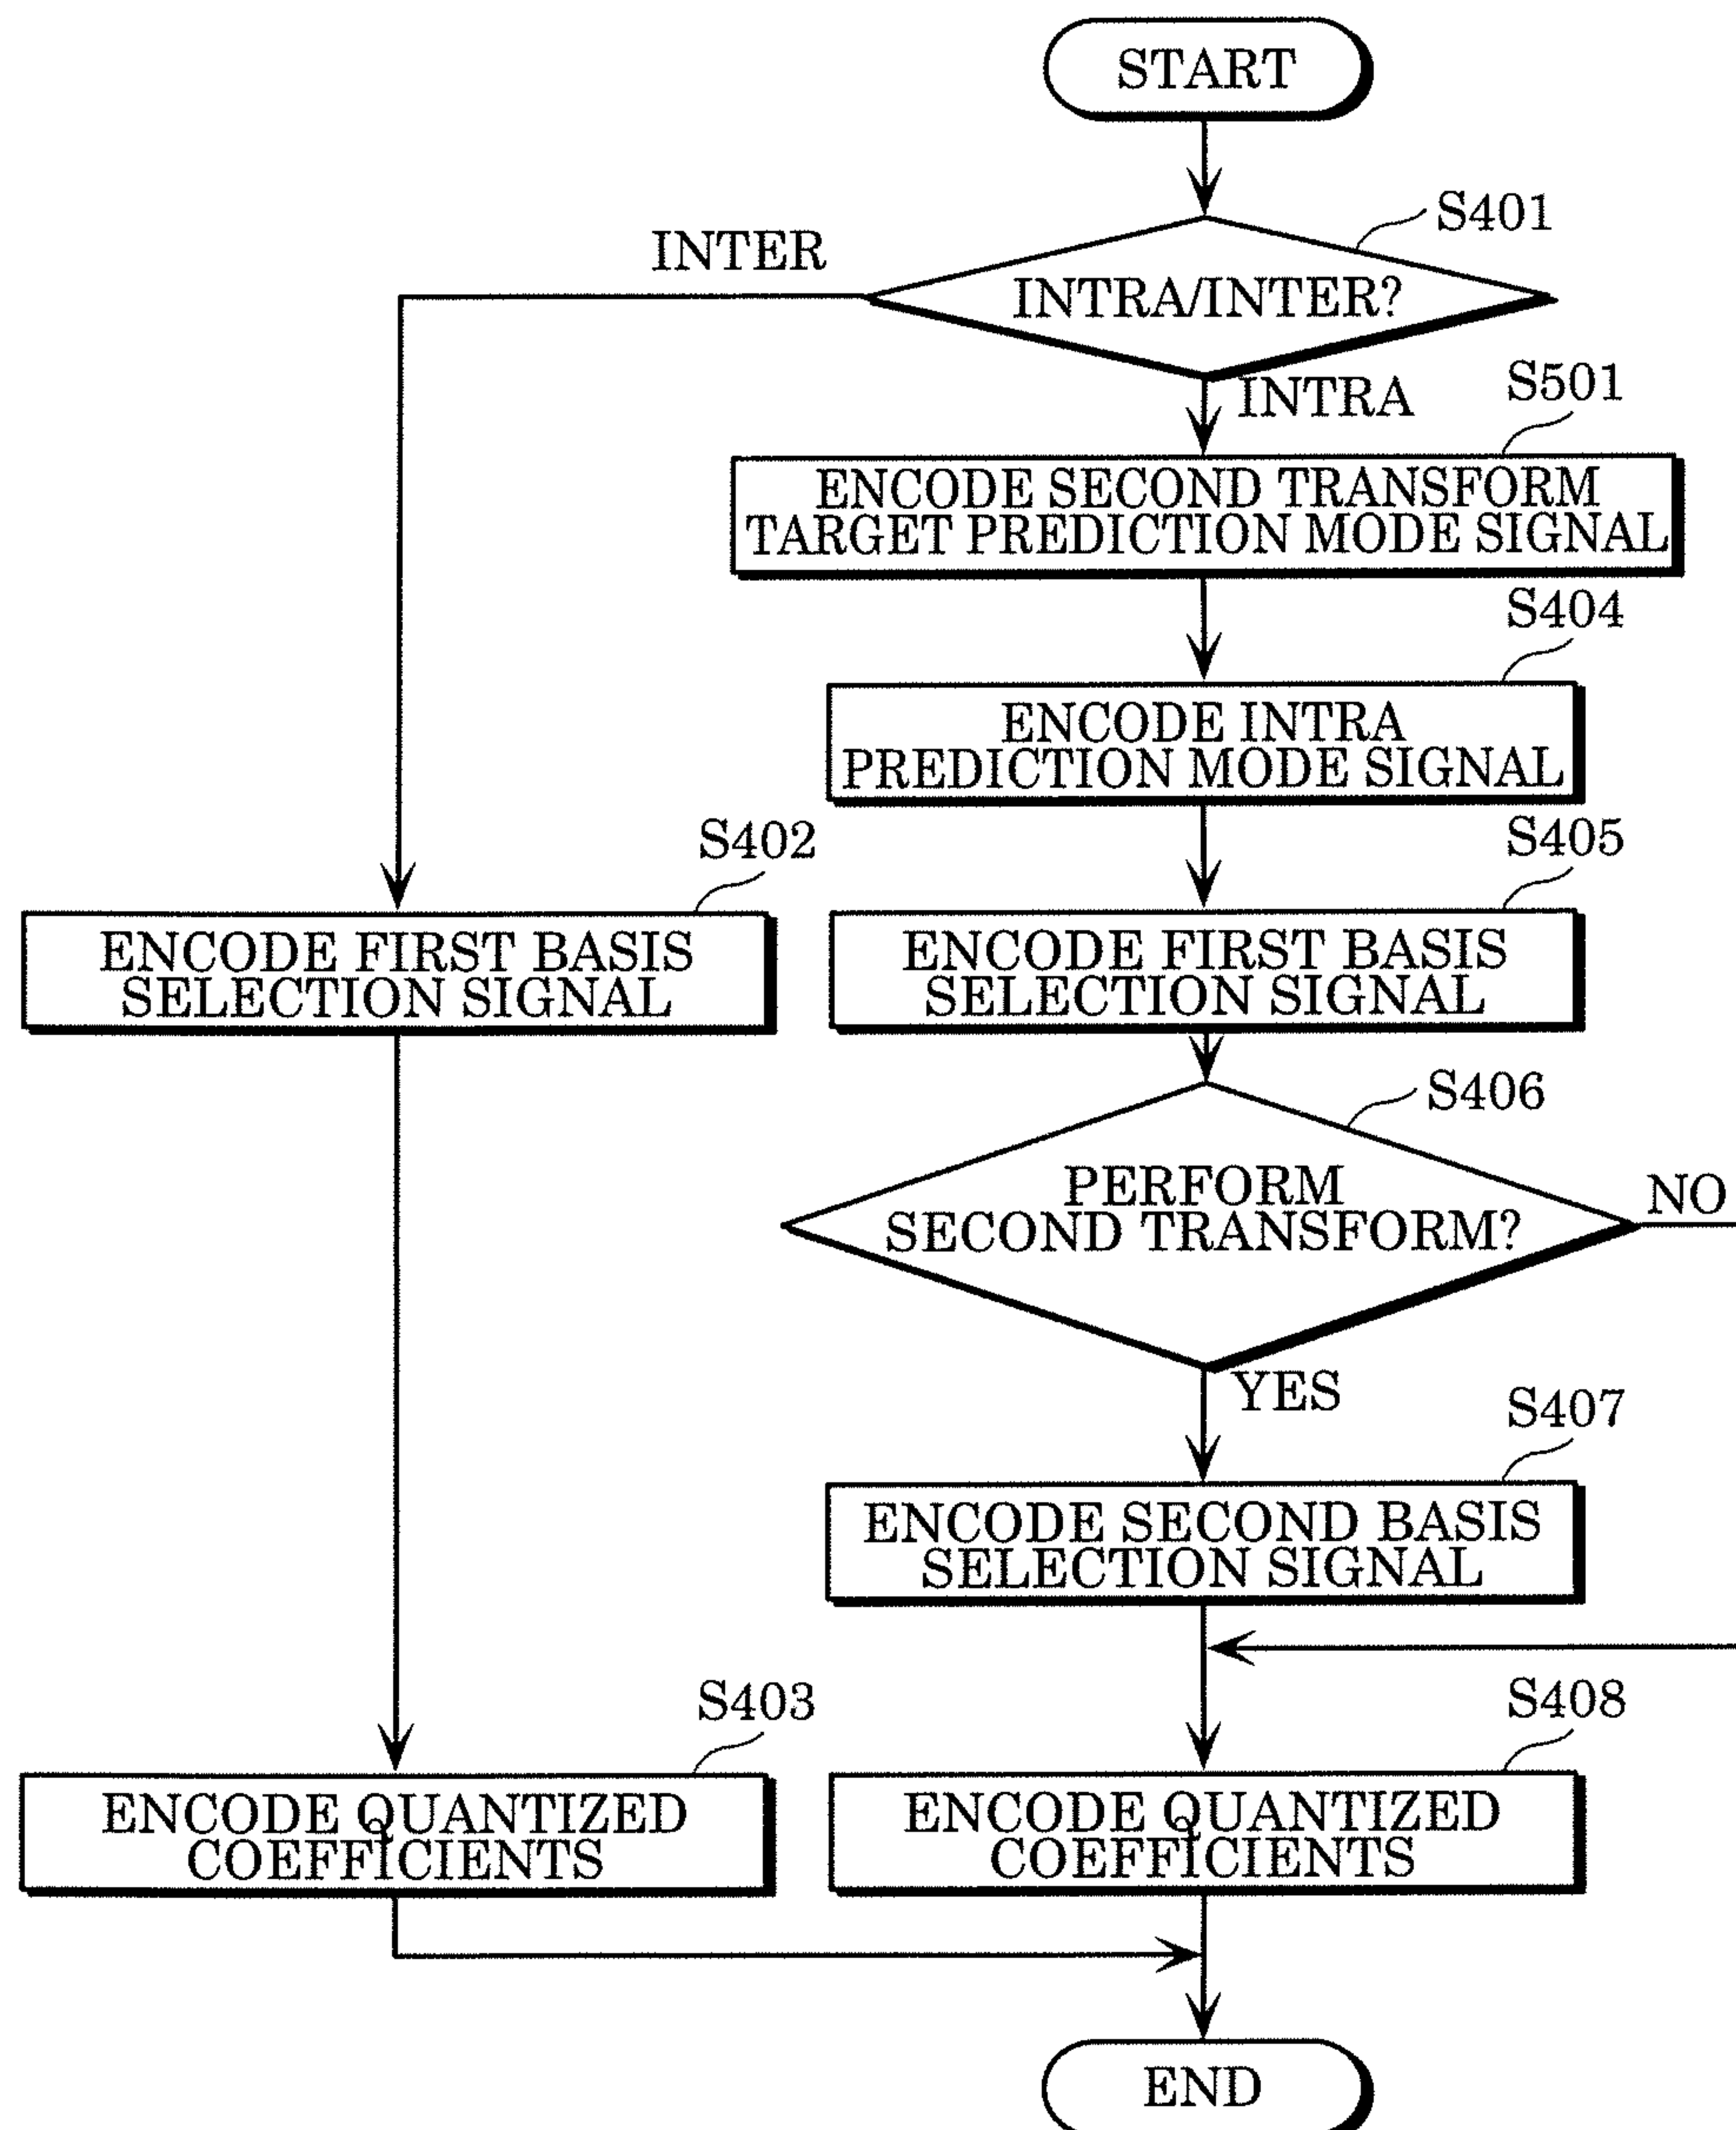 START
S401
INTER
INTRA/INTER?
INTRA
S501
ENCODE SECOND TRANSFORM
TARGET PREDICTION MODE SIGNAL
S404
ENCODE INTRA
PREDICTION MODE SIGNAL
S402
S405
ENCODE FIRST BASIS
SELECTION SIGNAL
ENCODE FIRST BASIS
SELECTION SIGNAL
S406
PERFORM
SECOND TRANSFORM?
NO
YES
S407
ENCODE SECOND BASIS
SELECTION SIGNAL
S403
S408
ENCODE QUANTIZED
COEFFICIENTS
ENCODE QUANTIZED
COEFFICIENTS
END